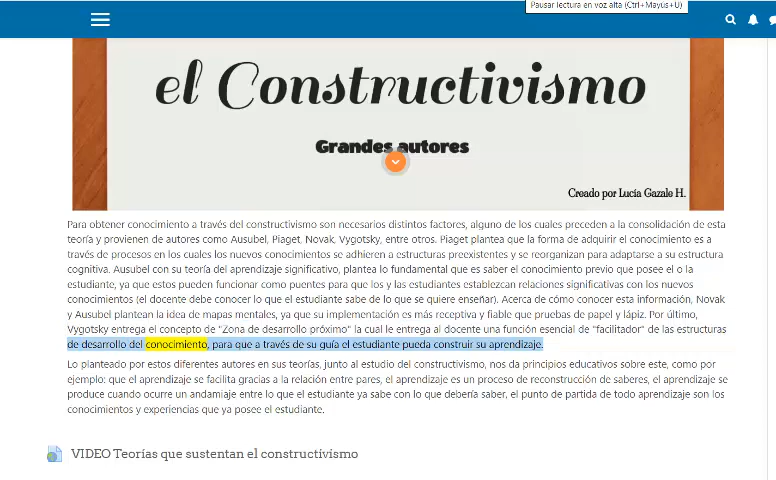 Pausar lectura en voz alta (Ctrl+Mayús+U)
el Constructivismo
Grandes autores
Creado por Lucía Gazale H.
Para obtener conocimiento a través del constructivismo son necesarios distintos factores, alguno de los cuales preceden a la consolidación de esta
teoría y provienen de autores como Ausubel, Piaget, Novak, Vygotsky, entre otros. Piaget plantea que la forma de adquirir el conocimiento es a
través de procesos en los cuales los nuevos conocimientos se adhieren a estructuras preexistentes y se reorganizan para adaptarse a su estructura
cognitiva. Ausubel con su teoría del aprendizaje significativo, plantea lo fundamental que es saber el conocimiento previo que posee el o la
estudiante, ya que estos pueden funcionar como puentes para que los y las estudiantes establezcan relaciones significativas con los nuevos
conocimientos (el docente debe conocer lo que el estudiante sabe de lo que se quiere enseñar). Acerca de cómo conocer esta información, Novak
y Ausubel plantean la idea de mapas mentales, ya que su implementación es más receptiva y fiable que pruebas de papel y lápiz. Por último,
Vygotsky entrega el concepto de "Zona de desarrollo próximo" la cual le entrega al docente una función esencial de "facilitador" de las estructuras
de desarrollo del conocimiento, para que a través de su guía el estudiante pueda construir su aprendizaje.
Lo planteado por estos diferentes autores en sus teorías, junto al estudio del constructivismo, nos da principios educativos sobre este, como por
ejemplo: que el aprendizaje se facilita gracias a la relación entre pares, el aprendizaje es un proceso de reconstrucción de saberes, el aprendizaje se
produce cuando ocurre un andamiaje entre lo que el estudiante ya sabe con lo que debería saber, el punto de partida de todo aprendizaje son los
conocimientos y experiencias que ya posee el estudiante.
VIDEO Teorías que sustentan el constructivismo